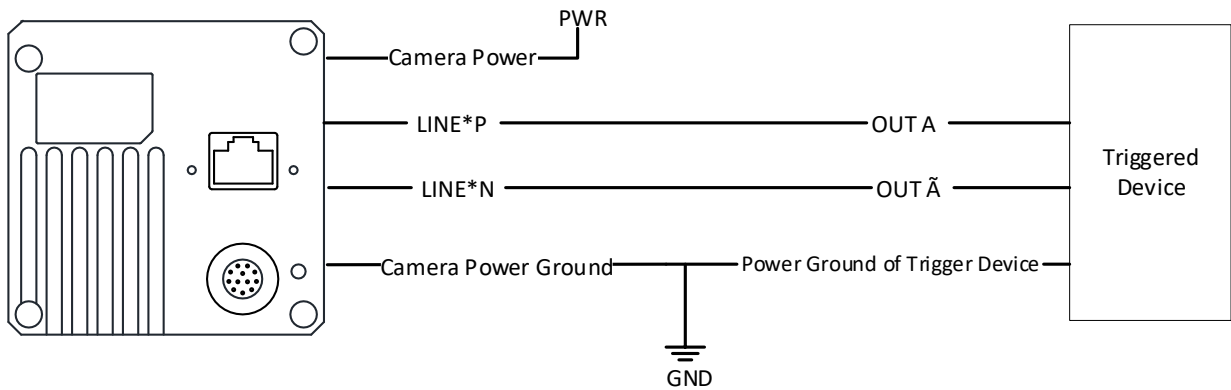 PWR
Camera Power
LINE*P
OUT A
LINE*N
OUT Ã
Triggered
Device
Camera Power Ground
Power Ground of Trigger Device
GND